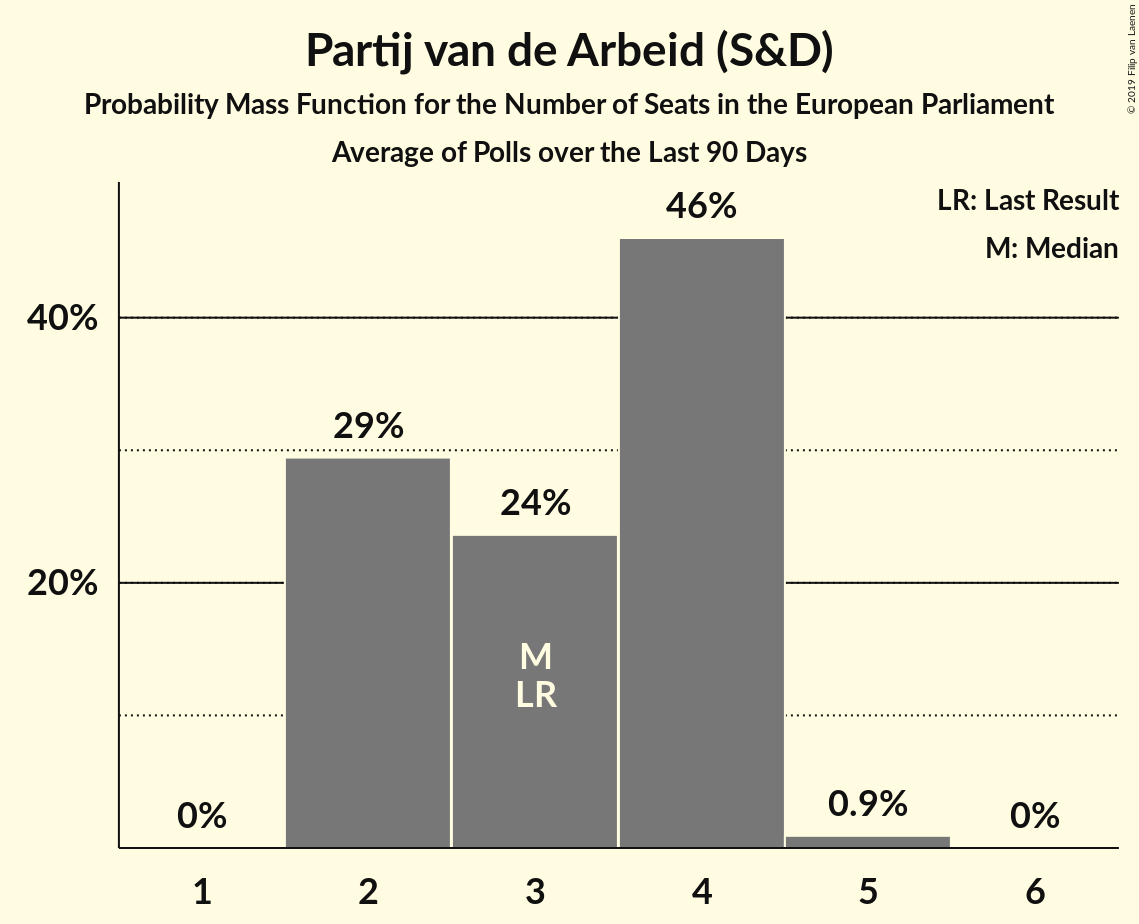 Partij van de Arbeid (S&D)
Probability Mass Function for the Number of Seats in the European Parliament
Average of Polls over the Last 90 Days
© 2019 Filip van Laenen
LR: Last Result
M: Median
46%
40%
29%
24%
20%
M
LR
0%
0.9%
0%
1 2 3 4 5 6